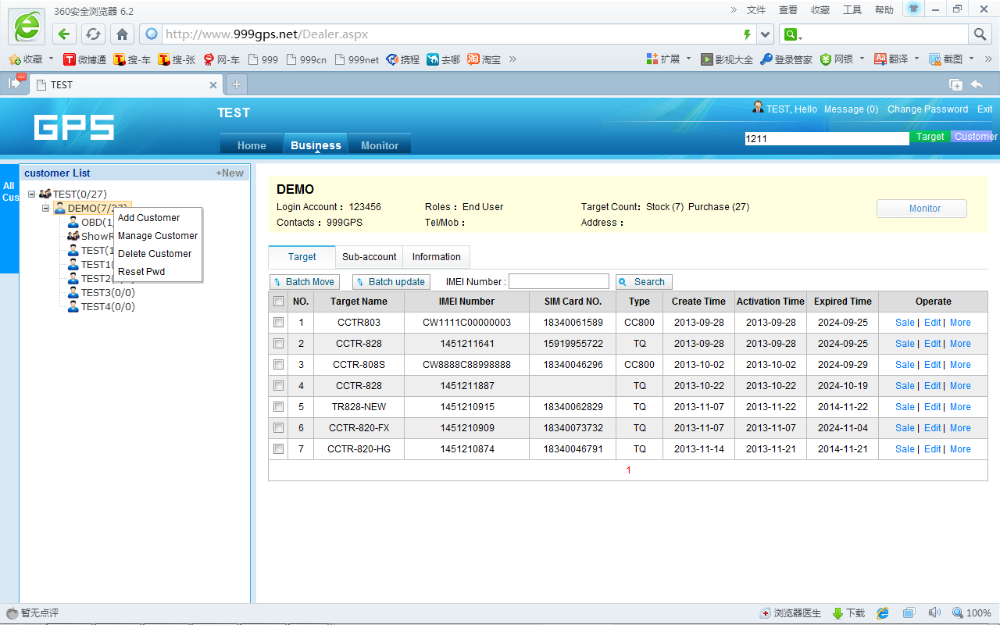 360安全浏览器 6.2
» 文件 查看 收藏 工具 帮助
http://www.999gps.net/Dealer.aspx
收藏 微博通 搜-车 搜-张 网-车 999 999cn 999net 携程 去哪 淘宝 » 扩展 影视大全 登录管家 网银 翻译 截图 »
TEST
GPS
TEST
TEST, Hello Message (0) Change Password Exit
Home Business Monitor
1211 Target Customer
All
Cus
customer List +New
TEST(0/27)
DEMO(7/27)
OBD(1/
ShowR
TEST(1
TEST1(
TEST2(
TEST3(0/0)
TEST4(0/0)
Add Customer
Manage Customer
Delete Customer
Reset Pwd
DEMO
Login Account： 123456 Roles： End User Target Count: Stock (7) Purchase (27)
Contacts： 999GPS Tel/Mob： Address：
Monitor
Target Sub-account Information
Batch Move Batch update IMEI Number : Search
NO. Target Name IMEI Number SIM Card NO. Type Create Time Activation Time Expired Time Operate
1 CCTR803 CW1111C00000003 18340061589 CC800 2013-09-28 2013-09-28 2024-09-25 Sale | Edit | More
2 CCTR-828 1451211641 15919955722 TQ 2013-09-28 2013-09-28 2024-09-25 Sale | Edit | More
3 CCTR-808S CW8888C88998888 18340046296 CC800 2013-10-02 2013-10-02 2024-09-29 Sale | Edit | More
4 CCTR-828 1451211887 TQ 2013-10-22 2013-10-22 2024-10-19 Sale | Edit | More
5 TR828-NEW 1451210915 18340062829 TQ 2013-11-07 2013-11-22 2014-11-22 Sale | Edit | More
6 CCTR-820-FX 1451210909 18340073732 TQ 2013-11-07 2013-11-07 2024-11-04 Sale | Edit | More
7 CCTR-820-HG 1451210874 18340046791 TQ 2013-11-14 2013-11-21 2014-11-21 Sale | Edit | More
1
暂无点评 浏览器医生 下载 100%